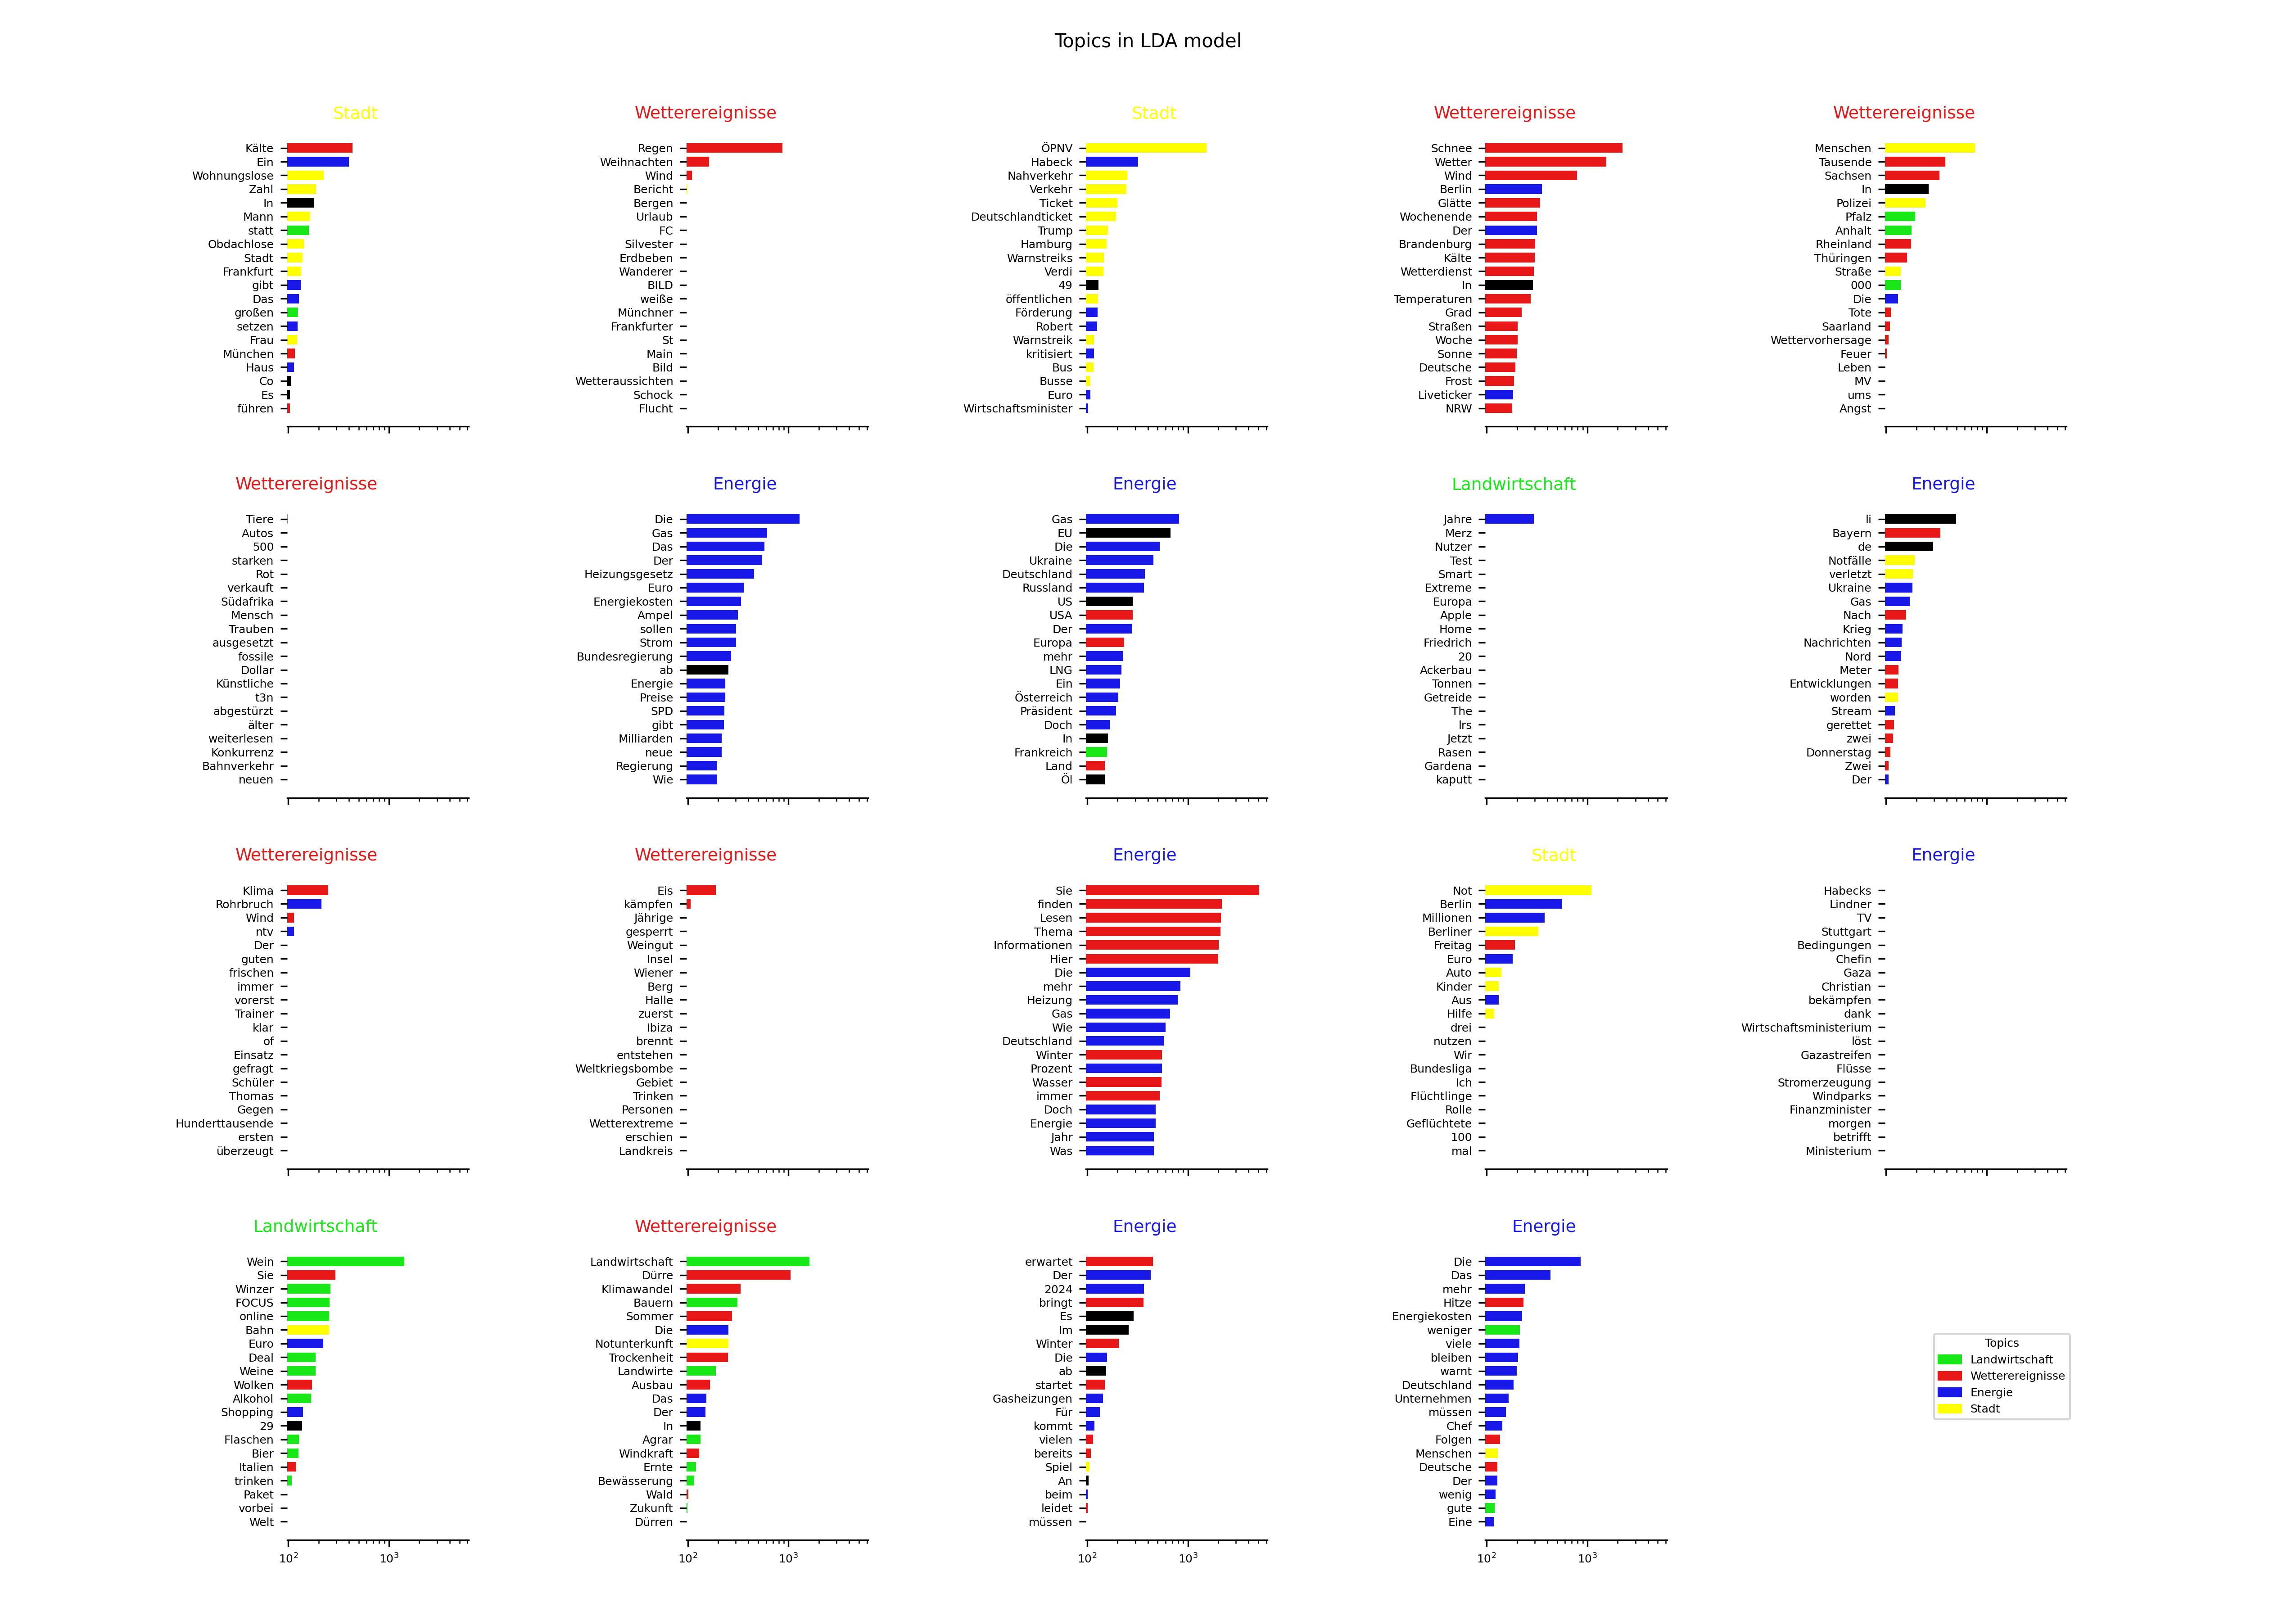 Topics in LDA model
Stadt
Kälte
Ein
Wohnungslose
Zahl
In
Mann
statt
Obdachlose
Stadt
Frankfurt
gibt
Das
großen
setzen
Frau
München
Haus
Co
Es
führen
Wetterereignisse
Regen
Weihnachten
Wind
Bericht
Bergen
Urlaub
FC
Silvester
Erdbeben
Wanderer
BILD
weiße
Münchner
Frankfurter
St
Main
Bild
Wetteraussichten
Schock
Flucht
Stadt
ÖPNV
Habeck
Nahverkehr
Verkehr
Ticket
Deutschlandticket
Trump
Hamburg
Warnstreiks
Verdi
49
öffentlichen
Förderung
Robert
Warnstreik
kritisiert
Bus
Busse
Euro
Wirtschaftsminister
Wetterereignisse
Schnee
Wetter
Wind
Berlin
Glätte
Wochenende
Der
Brandenburg
Kälte
Wetterdienst
In
Temperaturen
Grad
Straßen
Woche
Sonne
Deutsche
Frost
Liveticker
NRW
Wetterereignisse
Menschen
Tausende
Sachsen
In
Polizei
Pfalz
Anhalt
Rheinland
Thüringen
Straße
000
Die
Tote
Saarland
Wettervorhersage
Feuer
Leben
MV
ums
Angst
Wetterereignisse
Tiere
Autos
500
starken
Rot
verkauft
Südafrika
Mensch
Trauben
ausgesetzt
fossile
Dollar
Künstliche
t3n
abgestürzt
älter
weiterlesen
Konkurrenz
Bahnverkehr
neuen
Energie
Die
Gas
Das
Der
Heizungsgesetz
Euro
Energiekosten
Ampel
sollen
Strom
Bundesregierung
ab
Energie
Preise
SPD
gibt
Milliarden
neue
Regierung
Wie
Energie
Gas
EU
Die
Ukraine
Deutschland
Russland
US
USA
Der
Europa
mehr
LNG
Ein
Österreich
Präsident
Doch
In
Frankreich
Land
Öl
Landwirtschaft
Jahre
Merz
Nutzer
Test
Smart
Extreme
Europa
Apple
Home
Friedrich
20
Ackerbau
Tonnen
Getreide
The
Irs
Jetzt
Rasen
Gardena
kaputt
Energie
li
Bayern
de
Notfälle
verletzt
Ukraine
Gas
Nach
Krieg
Nachrichten
Nord
Meter
Entwicklungen
worden
Stream
gerettet
zwei
Donnerstag
Zwei
Der
Wetterereignisse
Klima
Rohrbruch
Wind
ntv
Der
guten
frischen
immer
vorerst
Trainer
klar
of
Einsatz
gefragt
Schüler
Thomas
Gegen
Hunderttausende
ersten
überzeugt
Wetterereignisse
Eis
kämpfen
Jährige
gesperrt
Weingut
Insel
Wiener
Berg
Halle
zuerst
Ibiza
brennt
entstehen
Weltkriegsbombe
Gebiet
Trinken
Personen
Wetterextreme
erschien
Landkreis
Energie
Sie
finden
Lesen
Thema
Informationen
Hier
Die
mehr
Heizung
Gas
Wie
Deutschland
Winter
Prozent
Wasser
immer
Doch
Energie
Jahr
Was
Stadt
Not
Berlin
Millionen
Berliner
Freitag
Euro
Auto
Kinder
Aus
Hilfe
drei
nutzen
Wir
Bundesliga
Ich
Flüchtlinge
Rolle
Geflüchtete
100
mal
Energie
Habecks
Lindner
TV
Stuttgart
Bedingungen
Chefin
Gaza
Christian
bekämpfen
dank
Wirtschaftsministerium
löst
Gazastreifen
Flüsse
Stromerzeugung
Windparks
Finanzminister
morgen
betrifft
Ministerium
Landwirtschaft
Wein
Sie
Winzer
FOCUS
online
Bahn
Euro
Deal
Weine
Wolken
Alkohol
Shopping
29
Flaschen
Bier
Italien
trinken
Paket
vorbei
Welt
10² 10³
Wetterereignisse
Landwirtschaft
Dürre
Klimawandel
Bauern
Sommer
Die
Notunterkunft
Trockenheit
Landwirte
Ausbau
Das
Der
In
Agrar
Windkraft
Ernte
Bewässerung
Wald
Zukunft
Dürren
10² 10³
Energie
erwartet
Der
2024
bringt
Es
Im
Winter
Die
ab
startet
Gasheizungen
Für
kommt
vielen
bereits
Spiel
An
beim
leidet
müssen
10² 10³
Energie
Die
Das
mehr
Hitze
Energiekosten
weniger
viele
bleiben
warnt
Deutschland
Unternehmen
müssen
Chef
Folgen
Menschen
Deutsche
Der
wenig
gute
Eine
10² 10³
Topics
Landwirtschaft
Wetterereignisse
Energie
Stadt